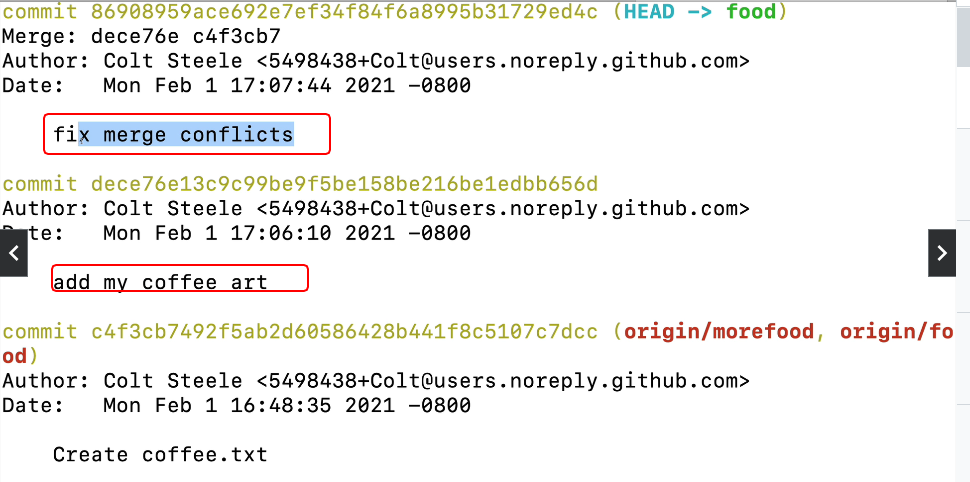 commit 86908959ace692e7ef34f84f6a8995b31729ed4c (HEAD -> food)
Merge: dece76e c4f3cb7
Author: Colt Steele <5498438+Colt@users.noreply.github.com>
Date:   Mon Feb 1 17:07:44 2021 -0800
fix merge conflicts
commit dece76e13c9c99be9f5be158be216be1edbb656d
Author: Colt Steele <5498438+Colt@users.noreply.github.com>
Date:   Mon Feb 1 17:06:10 2021 -0800
add my coffee art
commit c4f3cb7492f5ab2d60586428b441f8c5107c7dcc (origin/morefood, origin/fo
od)
Author: Colt Steele <5498438+Colt@users.noreply.github.com>
Date:   Mon Feb 1 16:48:35 2021 -0800
Create coffee.txt